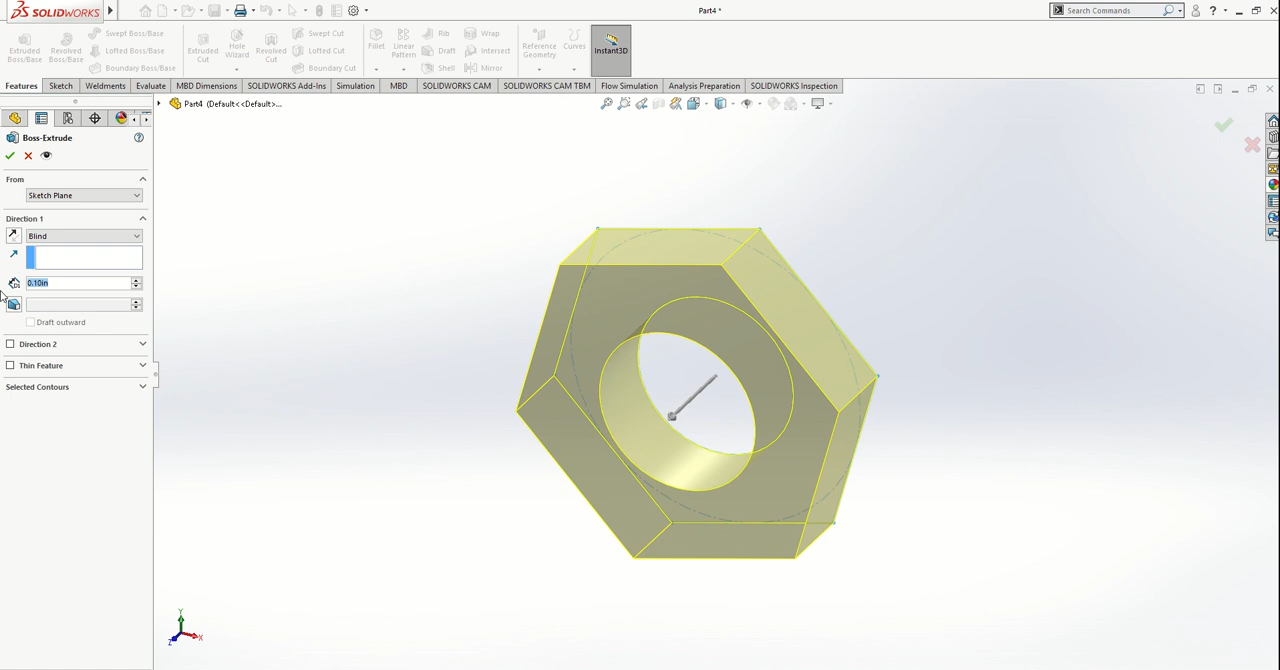 SOLIDWORKS
Part4 *
Search Commands
?
Extruded Boss/Base
Revolved Boss/Base
Swept Boss/Base
Lofted Boss/Base
Boundary Boss/Base
Extruded Cut
Hole Wizard
Revolved Cut
Swept Cut
Lofted Cut
Boundary Cut
Fillet
Linear Pattern
Rib
Draft
Shell
Wrap
Intersect
Mirror
Reference Geometry
Curves
Instant3D
Features Sketch Weldments Evaluate MBD Dimensions SOLIDWORKS Add-Ins Simulation MBD SOLIDWORKS CAM SOLIDWORKS CAM TBM Flow Simulation Analysis Preparation SOLIDWORKS Inspection
Part4 (Default<<Default>...
Boss-Extrude
From
Sketch Plane
Direction 1
Blind
0.10in
Draft outward
Direction 2
Thin Feature
Selected Contours
Y
X
Z